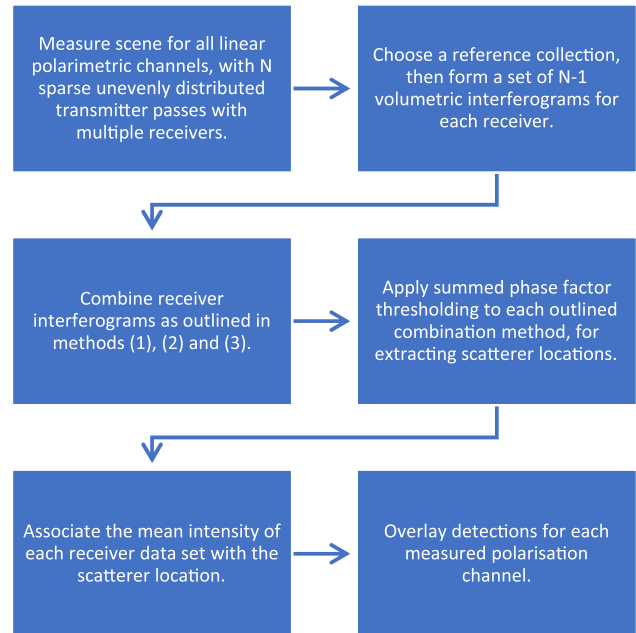 Measure scene for all linear
polarimetric channels, with N
sparse unevenly distributed
transmitter passes with
multiple receivers.
Choose a reference collection,
then form a set of N-1
volumetric interferograms for
each receiver.
Combine receiver
interferograms as outlined in
methods (1), (2) and (3).
Apply summed phase factor
thresholding to each outlined
combination method, for
extracting scatterer locations.
Associate the mean intensity of
each receiver data set with the
scatterer location.
Overlay detections for each
measured polarisation
channel.